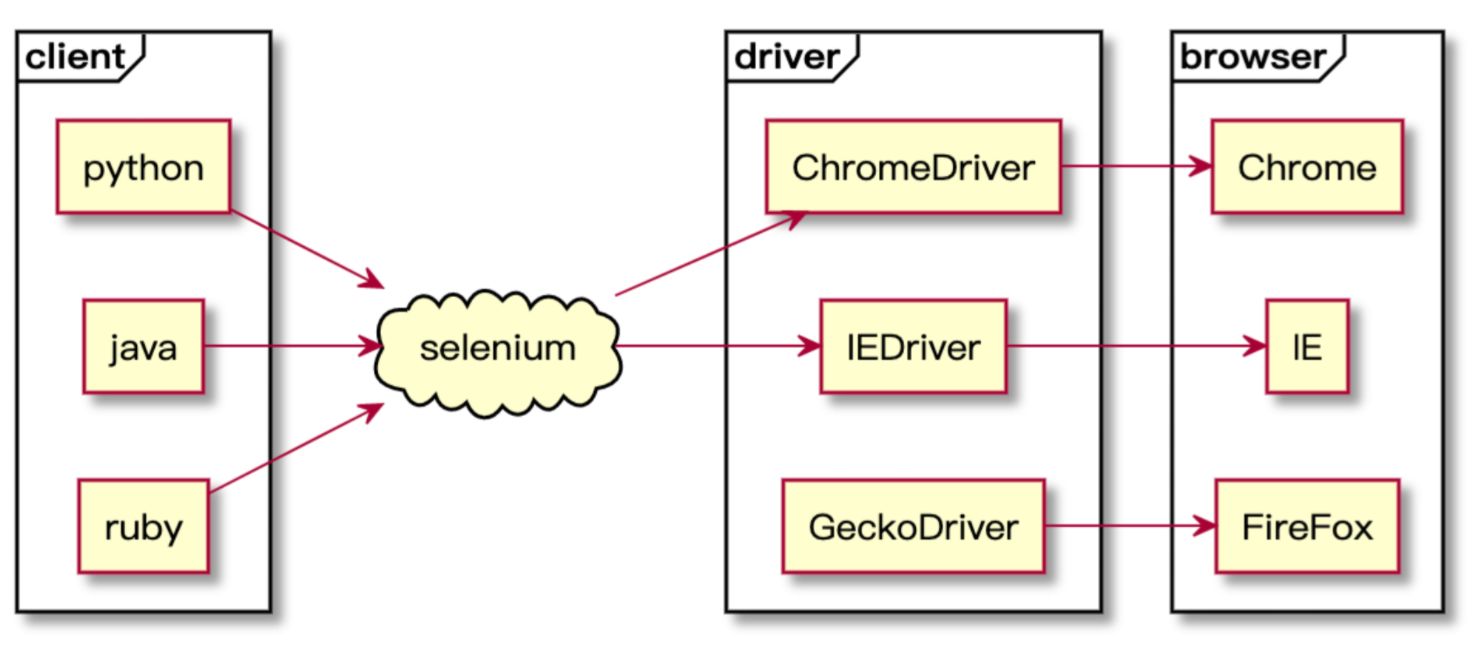 client
driver
browser
python
ChromeDriver
Chrome
java
selenium
IEDriver
IE
ruby
GeckoDriver
FireFox